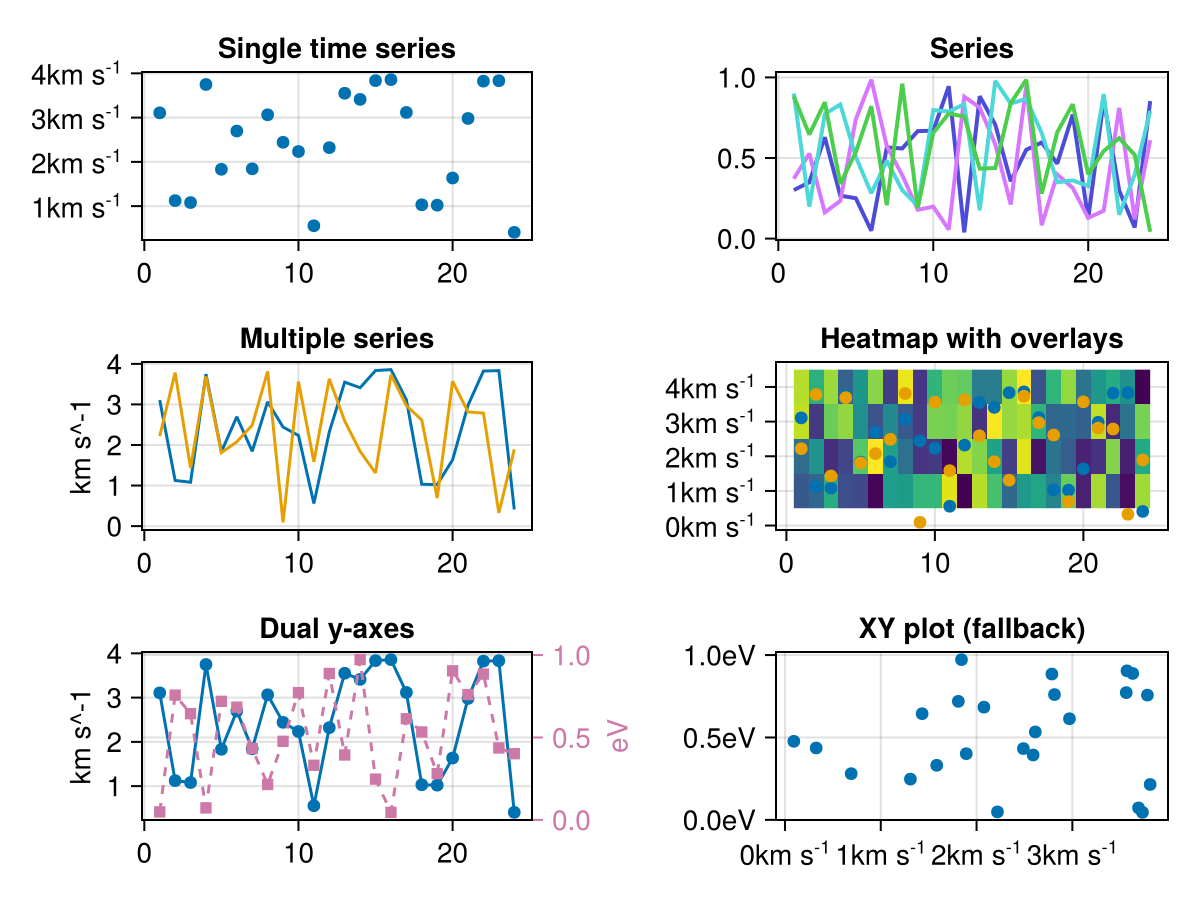 Single time series
4km s⁻¹
3km s⁻¹
2km s⁻¹
1km s⁻¹
0 10 20
Series
1.0
0.5
0.0
0 10 20
Multiple series
km s^-1
4
3
2
1
0
0 10 20
Heatmap with overlays
4km s⁻¹
3km s⁻¹
2km s⁻¹
1km s⁻¹
0km s⁻¹
0 10 20
Dual y-axes
km s^-1
4
3
2
1
0 10 20
1.0
0.5
0.0
eV
XY plot (fallback)
1.0eV
0.5eV
0.0eV
0km s⁻¹ 1km s⁻¹ 2km s⁻¹ 3km s⁻¹